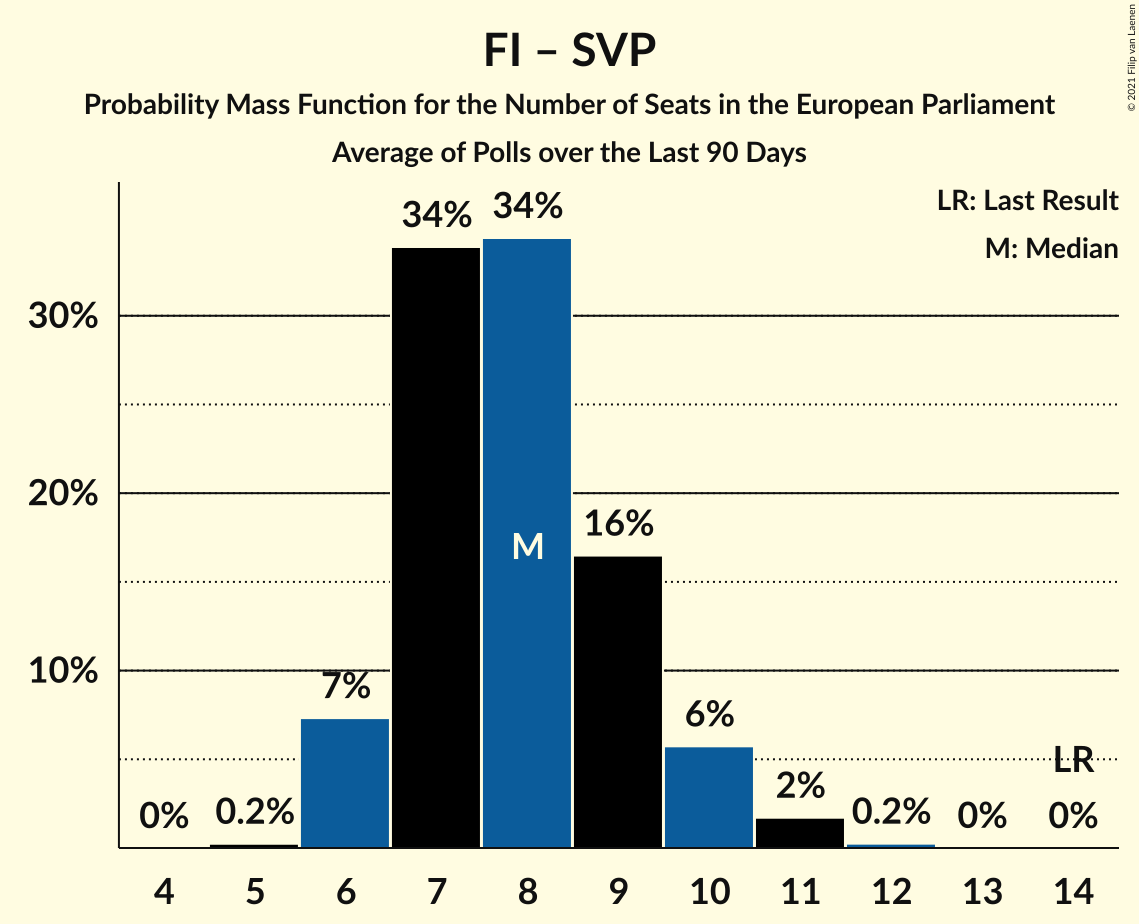 FI – SVP
Probability Mass Function for the Number of Seats in the European Parliament
Average of Polls over the Last 90 Days
© 2021 Filip van Laenen
LR: Last Result
M: Median
34%
34%
30%
20%
16%
M
10%
7%
6%
LR
2%
0%
0.2%
0.2%
0%
0%
4 5 6 7 8 9 10 11 12 13 14